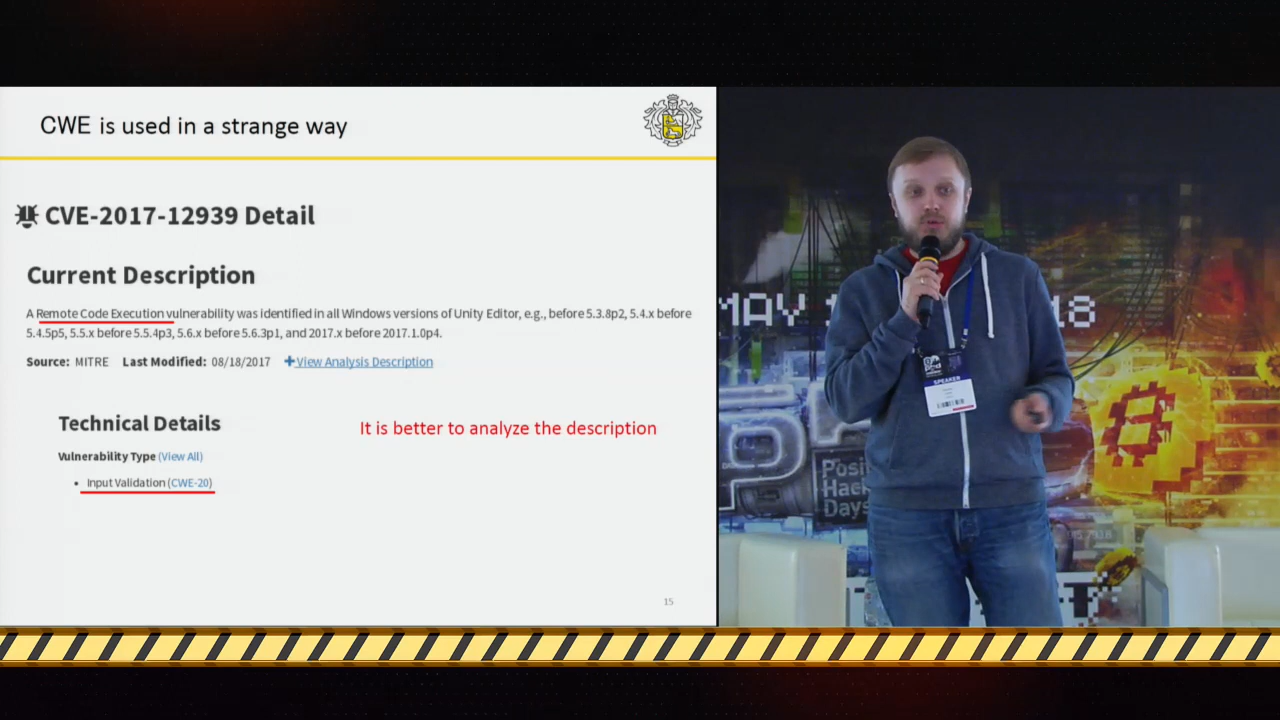 CWE is used in a strange way
CVE-2017-12939 Detail
Current Description
A Remote Code Execution vulnerability was identified in all Windows versions of Unity Editor, e.g., before 5.3.8p2, 5.4.x before
5.4.5p5, 5.5.x before 5.5.4p3, 5.6.x before 5.6.3p1, and 2017.x before 2017.1.0p4.
Source: MITRE Last Modified: 08/18/2017 View Analysis Description
Technical Details
It is better to analyze the description
Vulnerability Type (View All)
• Input Validation (CWE-20)
15
MAY
18
SPEAKER
Posi
Hac
Days